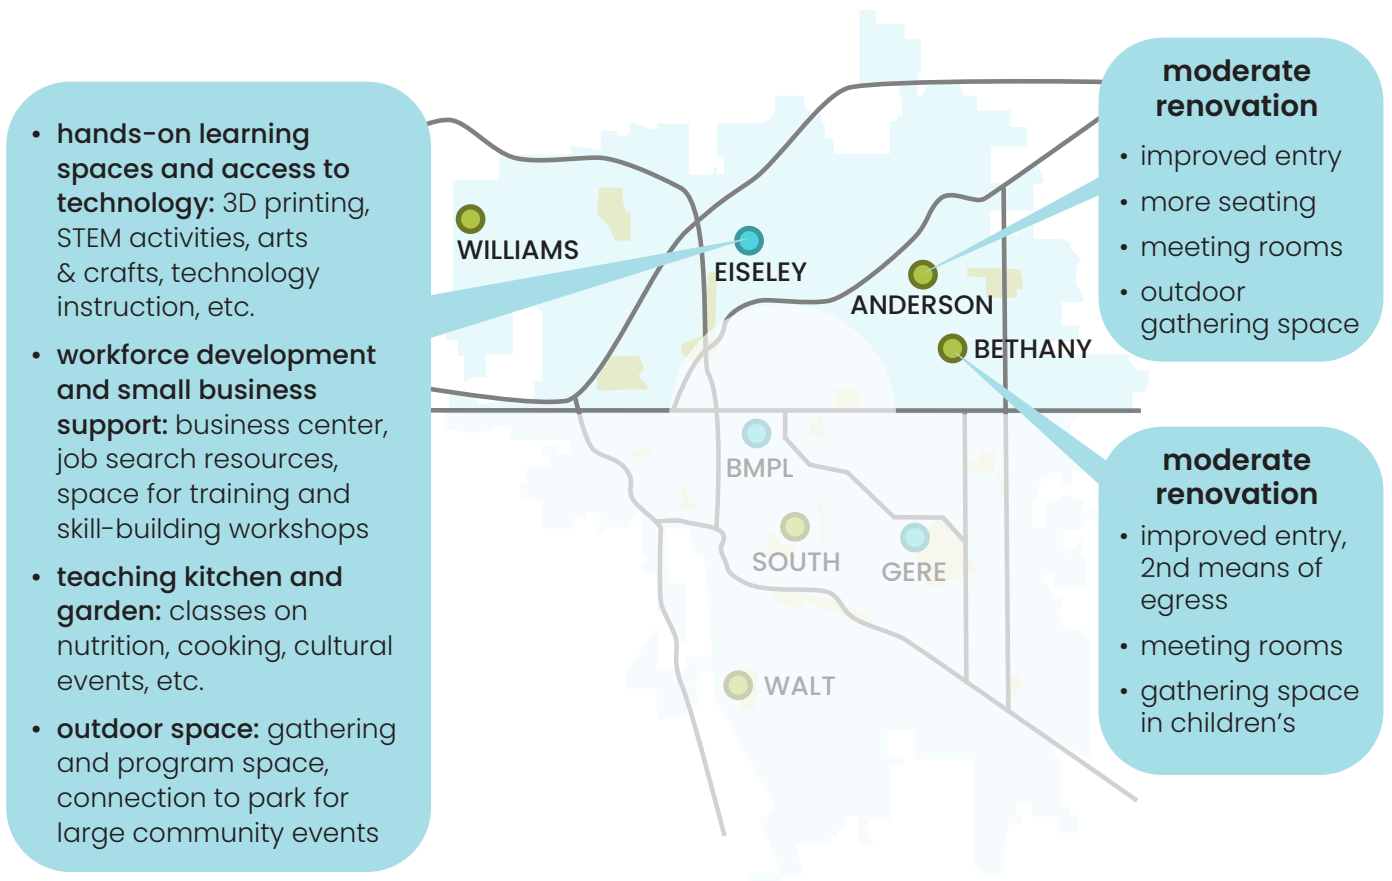 • hands-on learning
spaces and access to
technology: 3D printing,
STEM activities, arts
& crafts, technology
instruction, etc.
• workforce development
and small business
support: business center,
job search resources,
space for training and
skill-building workshops
• teaching kitchen and
garden: classes on
nutrition, cooking, cultural
events, etc.
• outdoor space: gathering
and program space,
connection to park for
large community events
WILLIAMS
EISELEY
ANDERSON
BETHANY
BMPL
SOUTH
GERE
WALT
moderate
renovation
• improved entry
• more seating
• meeting rooms
• outdoor
gathering space
moderate
renovation
• improved entry,
2nd means of
egress
• meeting rooms
• gathering space
in children’s